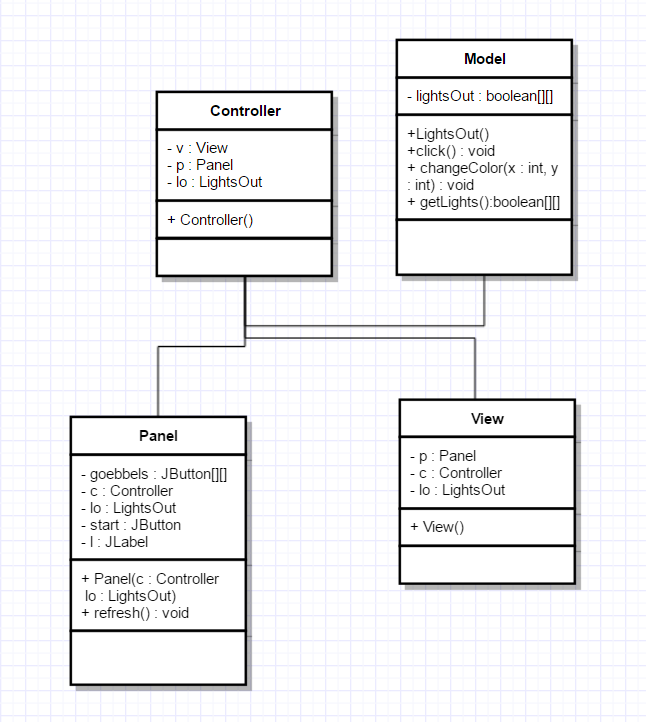 Controller
- v : View
- p : Panel
- lo : LightsOut
+ Controller()
Model
- lightsOut : boolean[][]
+LightsOut()
+click() : void
+ changeColor(x : int, y
: int) : void
+ getLights():boolean[][]
Panel
- goebbels : JButton[][]
- c : Controller
- lo : LightsOut
- start : JButton
- l : JLabel
+ Panel(c : Controller
lo : LightsOut)
+ refresh() : void
View
- p : Panel
- c : Controller
- lo : LightsOut
+ View()